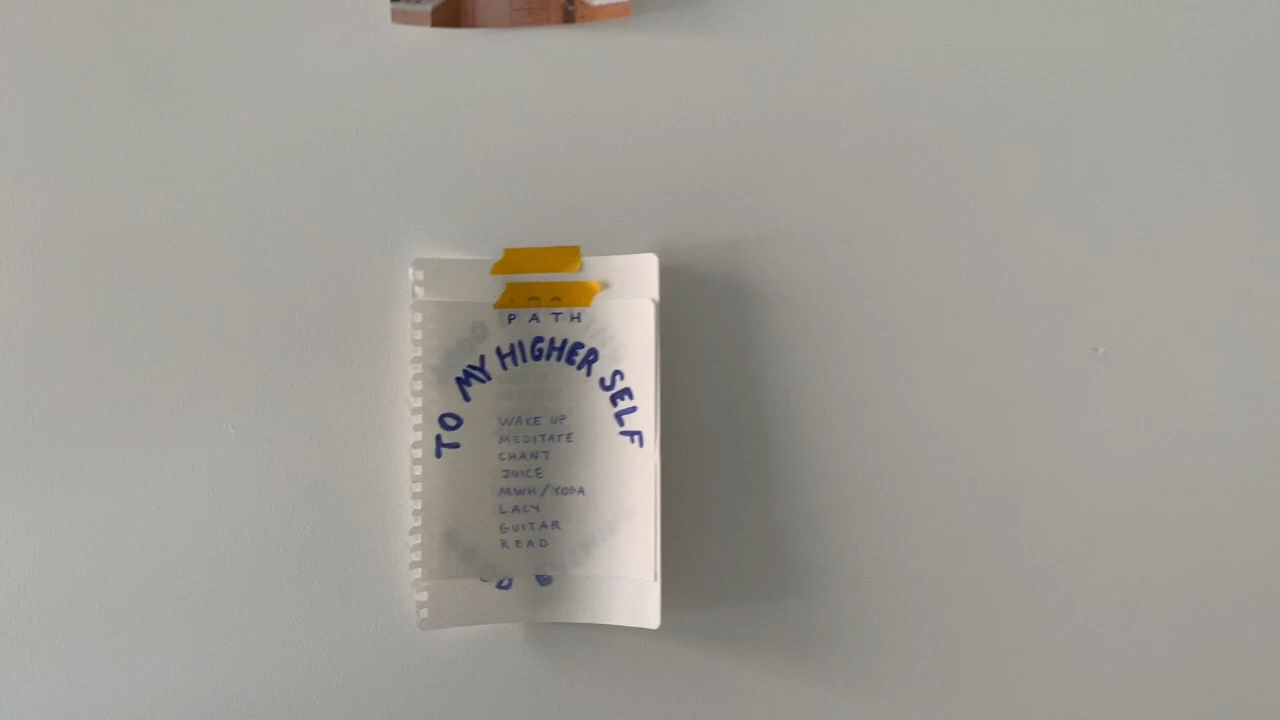 PATH
TO MY HIGHER SELF
WAKE UP
MEDITATE
CHANT
JUICE
MWH/YOGA
LACY
GUITAR
READ